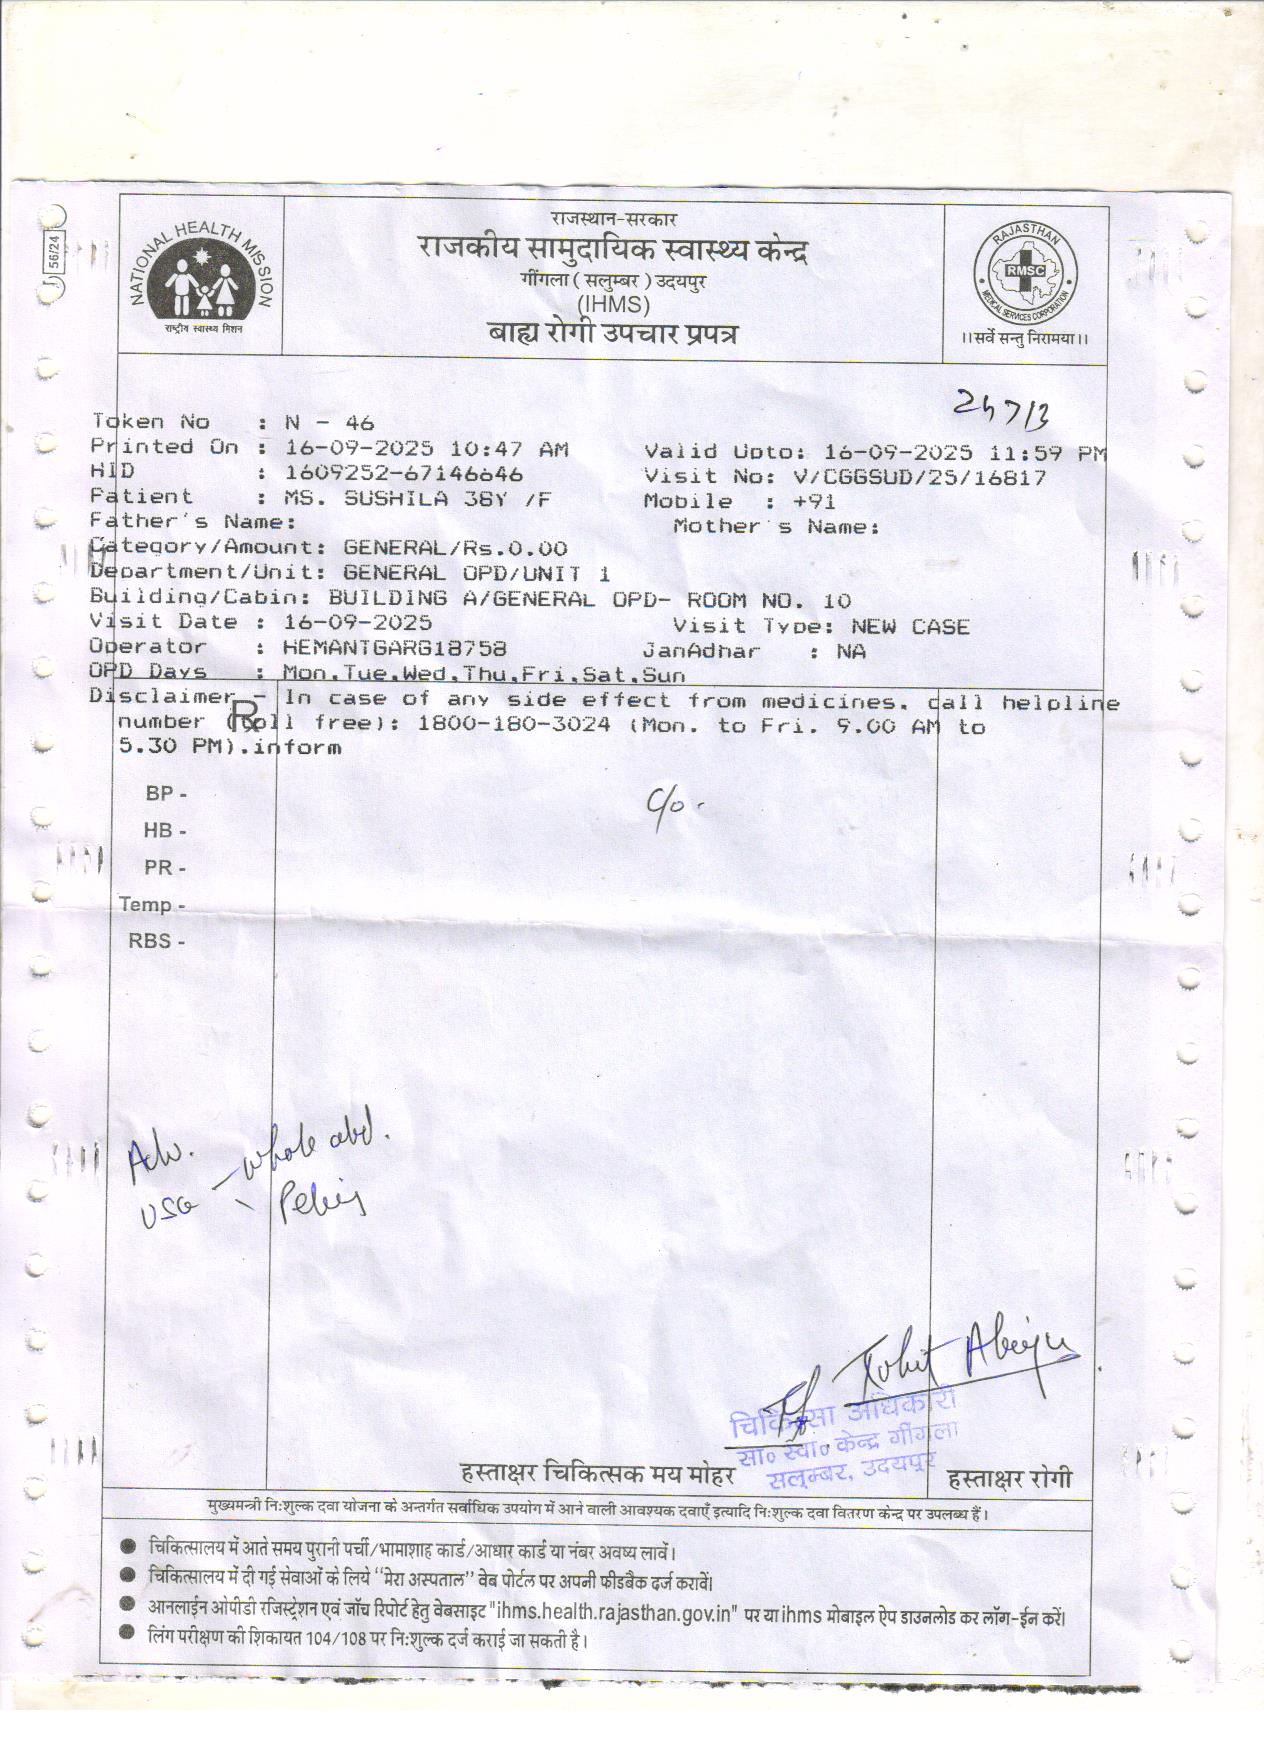 56/24
NATIONAL HEALTH MISSION
राष्ट्रीय स्वास्थ्य मिशन
राजस्थान-सरकार
राजकीय सामुदायिक स्वास्थ्य केन्द्र
गींगला ( सलुम्बर ) उदयपुर
(IHMS)
बाह्य रोगी उपचार प्रपत्र
RAJASTHAN
RMSC
MEDICAL SERVICES CORPORATION
।।सर्वे सन्तु निरामया।।
Token No : N - 46
Printed On : 16-09-2025 10:47 AM Valid Upto: 16-09-2025 11:59 PM
HID : 1609252-67146646 Visit No: V/CGGSUD/25/16817
Patient : MS. SUSHILA 38Y /F Mobile : +91
Father's Name: Mother's Name:
Category/Amount: GENERAL/Rs.0.00
Department/Unit: GENERAL OPD/UNIT 1
Building/Cabin: BUILDING A/GENERAL OPD- ROOM NO. 10
Visit Date : 16-09-2025 Visit Type: NEW CASE
Operator : HEMANTGARG18758 JanAdhar : NA
OPD Days : Mon,Tue,Wed,Thu,Fri,Sat,Sun
Disclaimer - In case of any side effect from medicines, call helpline
number (toll free): 1800-180-3024 (Mon. to Fri. 9.00 AM to
5.30 PM).inform
℞
BP -
C/o.
HB -
PR -
Temp -
RBS -
Adv.
USG - whole abd.
- Pelvis
Rohit
चिकित्सा अधिकारी
सा० स्वा० केन्द्र गींगला
सलुम्बर, उदयपुर
हस्ताक्षर चिकित्सक मय मोहर
हस्ताक्षर रोगी
मुख्यमन्त्री निःशुल्क दवा योजना के अन्तर्गत सर्वाधिक उपयोग में आने वाली आवश्यक दवाएँ इत्यादि निःशुल्क दवा वितरण केन्द्र पर उपलब्ध हैं।
● चिकित्सालय में आते समय पुरानी पर्ची/भामाशाह कार्ड/आधार कार्ड या नंबर अवष्य लावें।
● चिकित्सालय में दी गई सेवाओं के लिये "मेरा अस्पताल" वेब पोर्टल पर अपनी फीडबैक दर्ज करावें।
● आनलाईन ओपीडी रजिस्ट्रेशन एवं जॉच रिपोर्ट हेतु वेबसाइट "ihms.health.rajasthan.gov.in" पर या ihms मोबाइल ऐप डाउनलोड कर लॉग-ईन करें।
● लिंग परीक्षण की शिकायत 104/108 पर निःशुल्क दर्ज कराई जा सकती है।